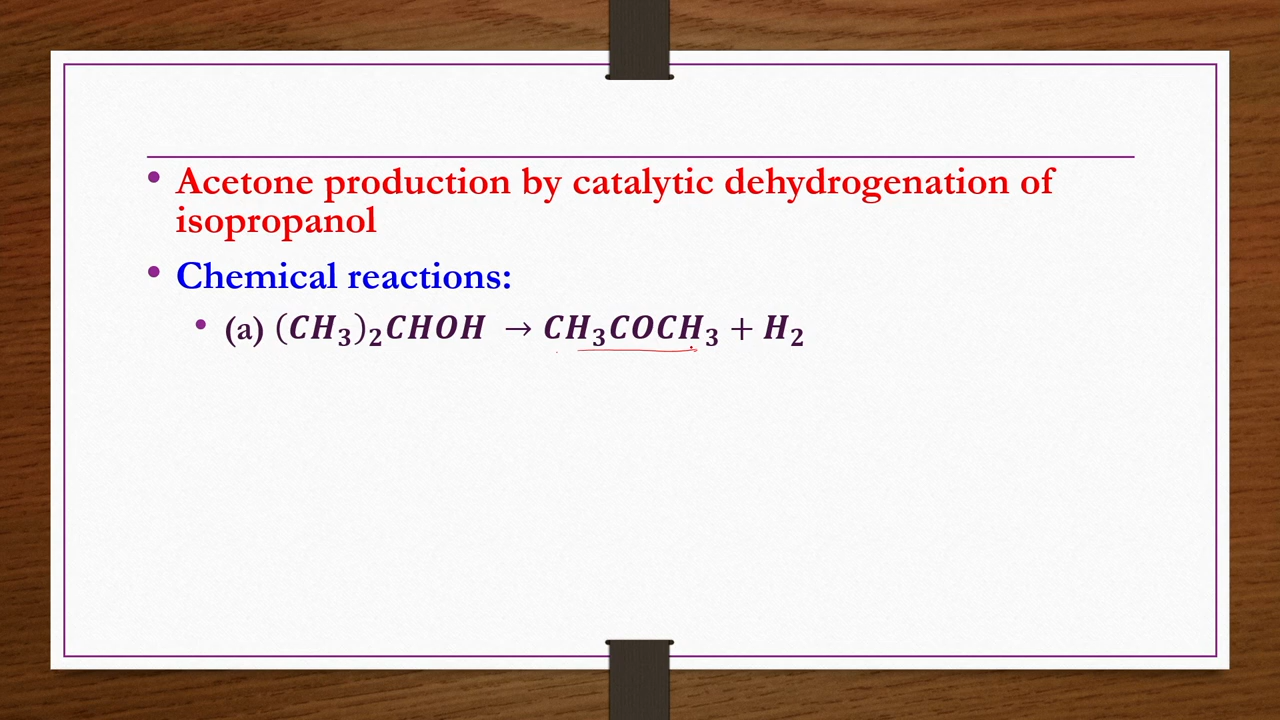 • Acetone production by catalytic dehydrogenation of
isopropanol
• Chemical reactions:
• (a) (CH₃)₂CHOH → CH₃COCH₃ + H₂